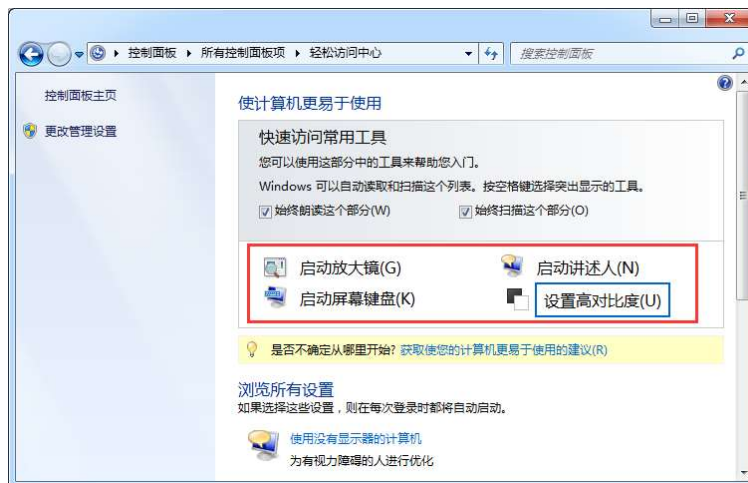 控制面板 ▸ 所有控制面板项 ▸ 轻松访问中心
搜索控制面板
控制面板主页
更改管理设置
使计算机更易于使用
快速访问常用工具
您可以使用这部分中的工具来帮助您入门。
Windows 可以自动读取和扫描这个列表。按空格键选择突出显示的工具。
始终朗读这个部分(W) 始终扫描这个部分(O)
启动放大镜(G) 启动讲述人(N)
启动屏幕键盘(K) 设置高对比度(U)
是否不确定从哪里开始? 获取使您的计算机更易于使用的建议(R)
浏览所有设置
如果选择这些设置，则在每次登录时都将自动启动。
使用没有显示器的计算机
为有视力障碍的人进行优化